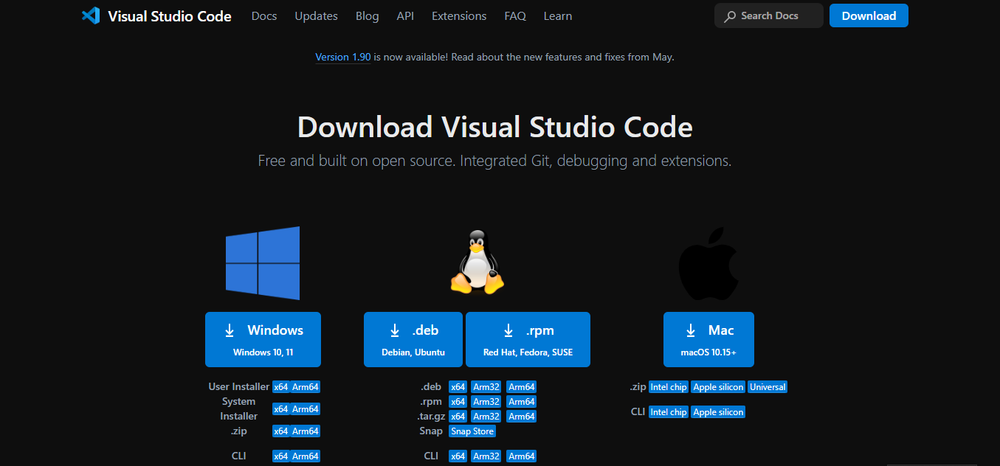 Visual Studio Code Docs Updates Blog API Extensions FAQ Learn Search Docs Download
Version 1.90 is now available! Read about the new features and fixes from May.
Download Visual Studio Code
Free and built on open source. Integrated Git, debugging and extensions.
Windows
Windows 10, 11
.deb
Debian, Ubuntu
.rpm
Red Hat, Fedora, SUSE
Mac
macOS 10.15+
User Installer x64 Arm64
System
Installer x64 Arm64
.zip x64 Arm64
CLI x64 Arm64
.deb x64 Arm32 Arm64
.rpm x64 Arm32 Arm64
.tar.gz x64 Arm32 Arm64
Snap Snap Store
CLI x64 Arm32 Arm64
.zip Intel chip Apple silicon Universal
CLI Intel chip Apple silicon